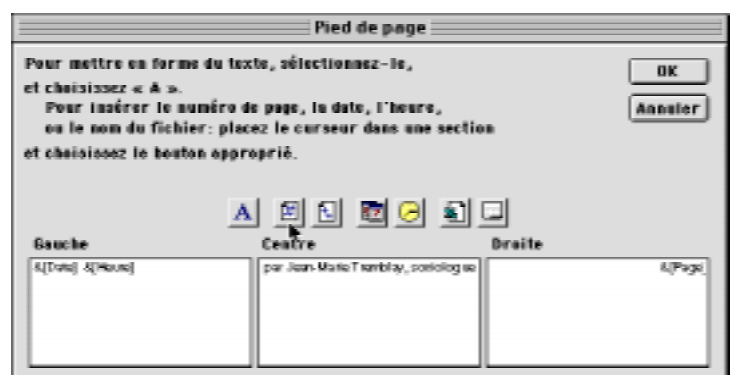 Pied de page
Pour mettre en forme du texte, sélectionnez-le,
et choisissez « A ».
Pour insérer le numéro de page, la date, l'heure,
ou le nom du fichier: placez le curseur dans une section
et choisissez le bouton approprié.
OK
Annuler
A
Gauche
Centre
Droite
&[Date] &[Heure]
par Jean-Marie Tremblay, sociologue
&[Page]